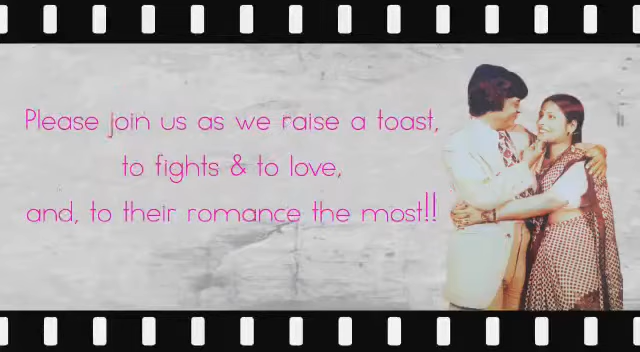 Please join us as we raise a toast,
to fights & to love,
and, to their romance the most!!